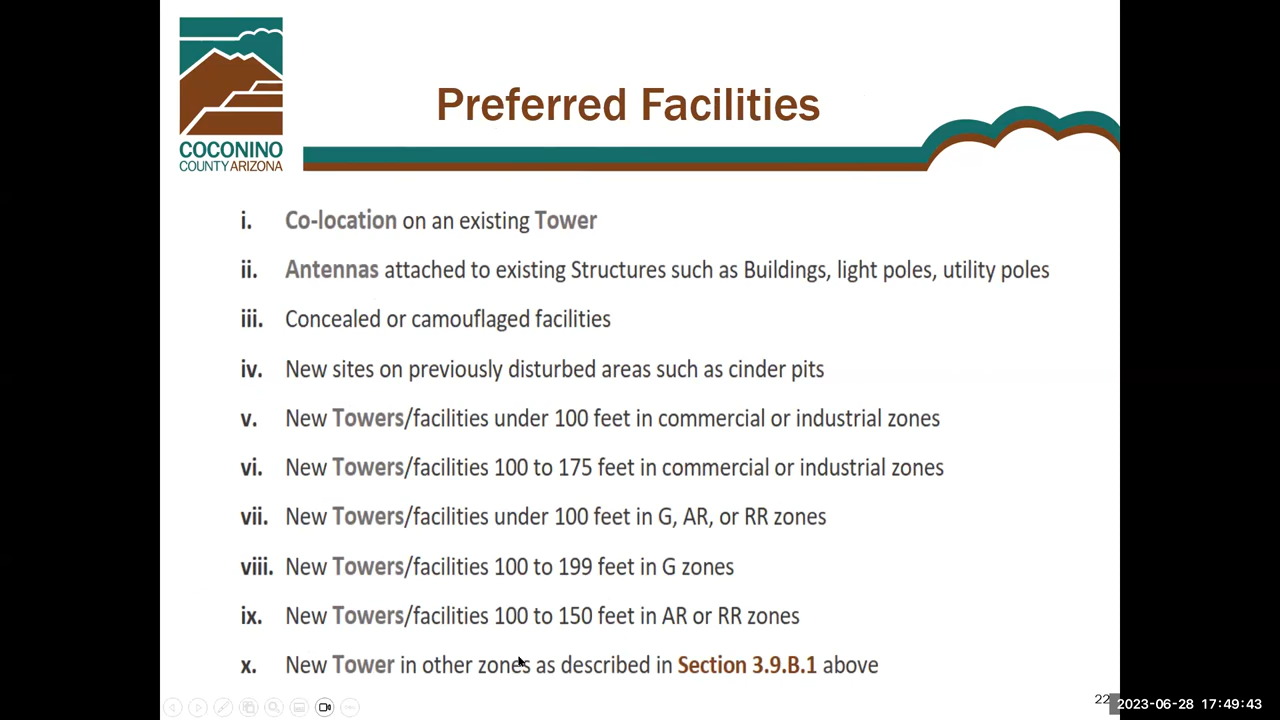 COCONINO
COUNTY ARIZONA
Preferred Facilities
i. Co-location on an existing Tower
ii. Antennas attached to existing Structures such as Buildings, light poles, utility poles
iii. Concealed or camouflaged facilities
iv. New sites on previously disturbed areas such as cinder pits
v. New Towers/facilities under 100 feet in commercial or industrial zones
vi. New Towers/facilities 100 to 175 feet in commercial or industrial zones
vii. New Towers/facilities under 100 feet in G, AR, or RR zones
viii. New Towers/facilities 100 to 199 feet in G zones
ix. New Towers/facilities 100 to 150 feet in AR or RR zones
x. New Tower in other zones as described in Section 3.9.B.1 above
22
2023-06-28 17:49:43